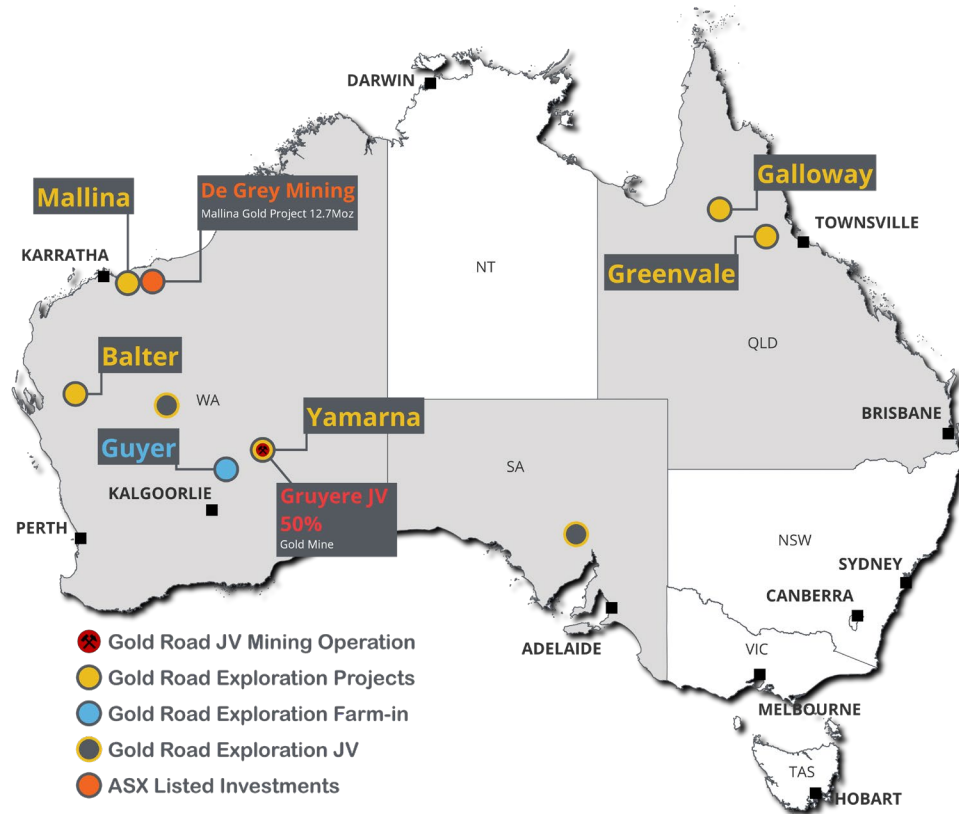 DARWIN
Mallina
De Grey Mining
Mallina Gold Project 12.7Moz
KARRATHA
Galloway
TOWNSVILLE
Greenvale
NT
QLD
Balter
WA
Yamarna
BRISBANE
Guyer
KALGOORLIE
SA
Gruyere JV
50%
Gold Mine
PERTH
NSW
SYDNEY
CANBERRA
ADELAIDE
VIC
MELBOURNE
TAS
HOBART
Gold Road JV Mining Operation
Gold Road Exploration Projects
Gold Road Exploration Farm-in
Gold Road Exploration JV
ASX Listed Investments